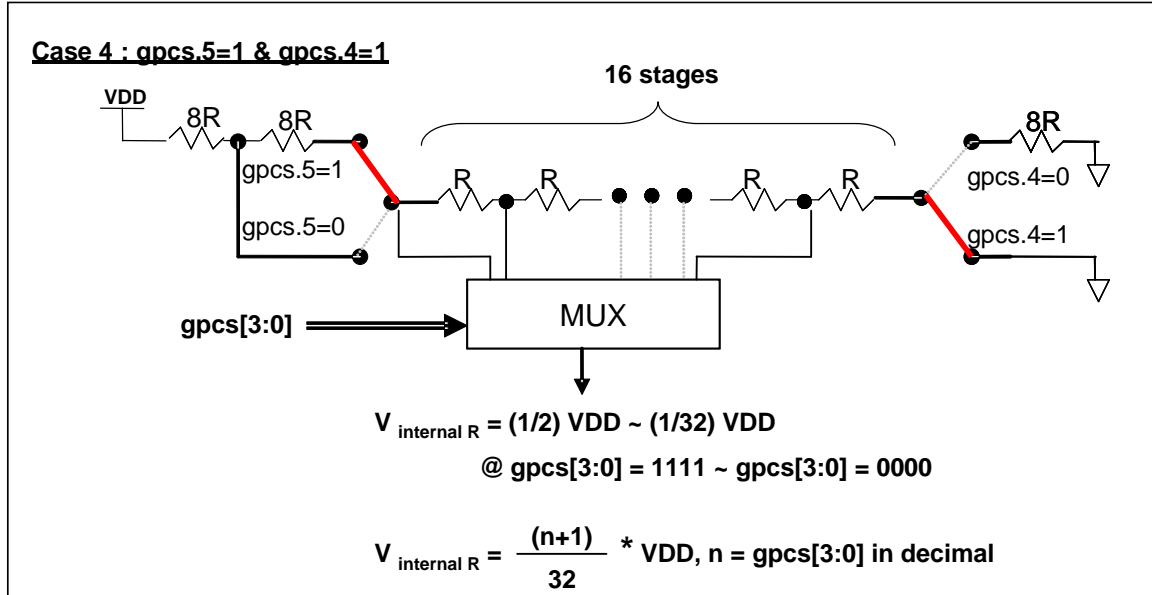 Case 4 : gpcs.5=1 & gpcs.4=1
16 stages
VDD
8R
8R
8R
gpcs.5=1
R
R
R
R
gpcs.4=0
gpcs.5=0
gpcs.4=1
MUX
gpcs[3:0]
V internal R = (1/2) VDD ~ (1/32) VDD
@ gpcs[3:0] = 1111 ~ gpcs[3:0] = 0000
V internal R = (n+1) / 32 * VDD, n = gpcs[3:0] in decimal